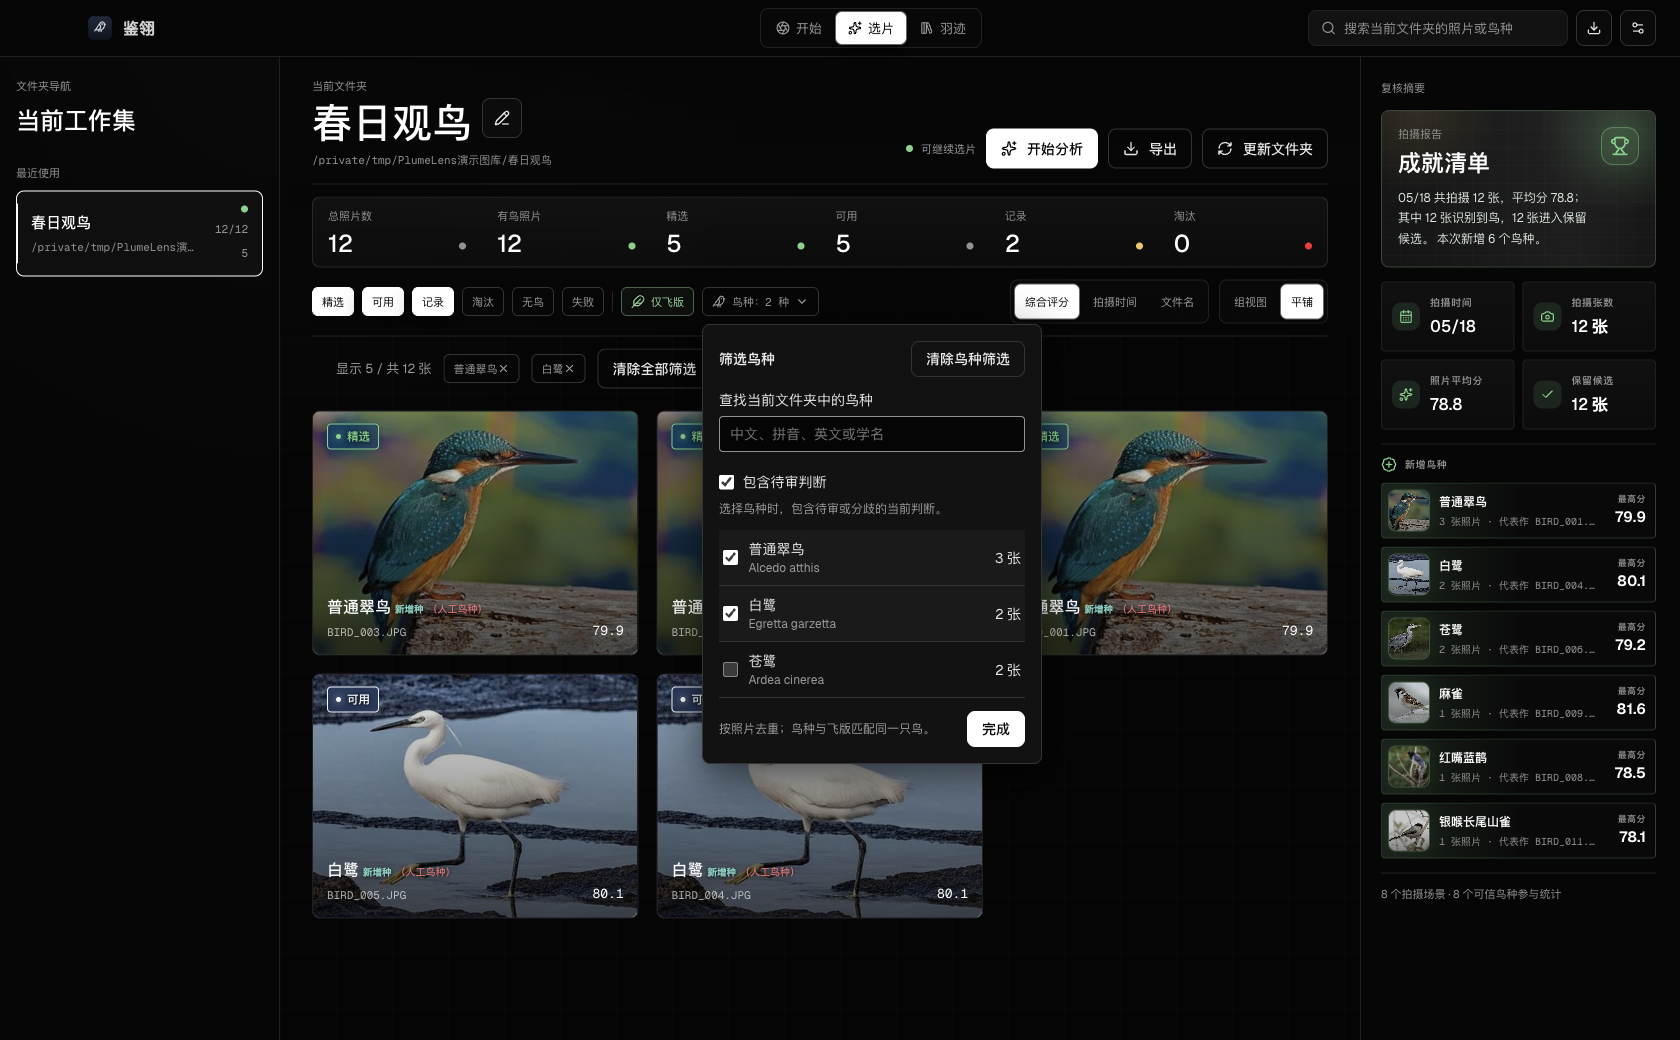 鉴翎
开始
选片
羽迹
搜索当前文件夹的照片或鸟种
文件夹导航
当前工作集
最近使用
春日观鸟
12/12
/private/tmp/PlumeLens演…
5
当前文件夹
春日观鸟
/private/tmp/PlumeLens演示图库/春日观鸟
可继续选片
开始分析
导出
更新文件夹
总照片数
12
有鸟照片
12
精选
5
可用
5
记录
2
淘汰
0
精选
可用
记录
淘汰
无鸟
失败
仅飞版
鸟种: 2 种
综合评分
拍摄时间
文件名
组视图
平铺
显示 5 / 共 12 张
普通翠鸟×
白鹭×
清除全部筛选
筛选鸟种
清除鸟种筛选
查找当前文件夹中的鸟种
中文、拼音、英文或学名
包含待审判断
选择鸟种时，包含待审或分歧的当前判断。
普通翠鸟
Alcedo atthis
3 张
白鹭
Egretta garzetta
2 张
苍鹭
Ardea cinerea
2 张
按照片去重；鸟种与飞版匹配同一只鸟。
完成
精选
普通翠鸟 新增种 （人工鸟种）
BIRD_003.JPG
79.9
精
普通
BIRD_
精选
翠鸟 新增种 （人工鸟种）
_001.JPG
79.9
可用
白鹭 新增种 （人工鸟种）
BIRD_005.JPG
80.1
可
白鹭 新增种 （人工鸟种）
BIRD_004.JPG
80.1
复核摘要
拍摄报告
成就清单
05/18 共拍摄 12 张，平均分 78.8；
其中 12 张识别到鸟，12 张进入保留
候选。 本次新增 6 个鸟种。
拍摄时间
05/18
拍摄张数
12 张
照片平均分
78.8
保留候选
12 张
新增鸟种
普通翠鸟
3 张照片 · 代表作 BIRD_001.…
最高分
79.9
白鹭
2 张照片 · 代表作 BIRD_004.…
最高分
80.1
苍鹭
2 张照片 · 代表作 BIRD_006.…
最高分
79.2
麻雀
1 张照片 · 代表作 BIRD_009.…
最高分
81.6
红嘴蓝鹊
1 张照片 · 代表作 BIRD_008.…
最高分
78.5
银喉长尾山雀
1 张照片 · 代表作 BIRD_011.…
最高分
78.1
8 个拍摄场景 · 8 个可信鸟种参与统计